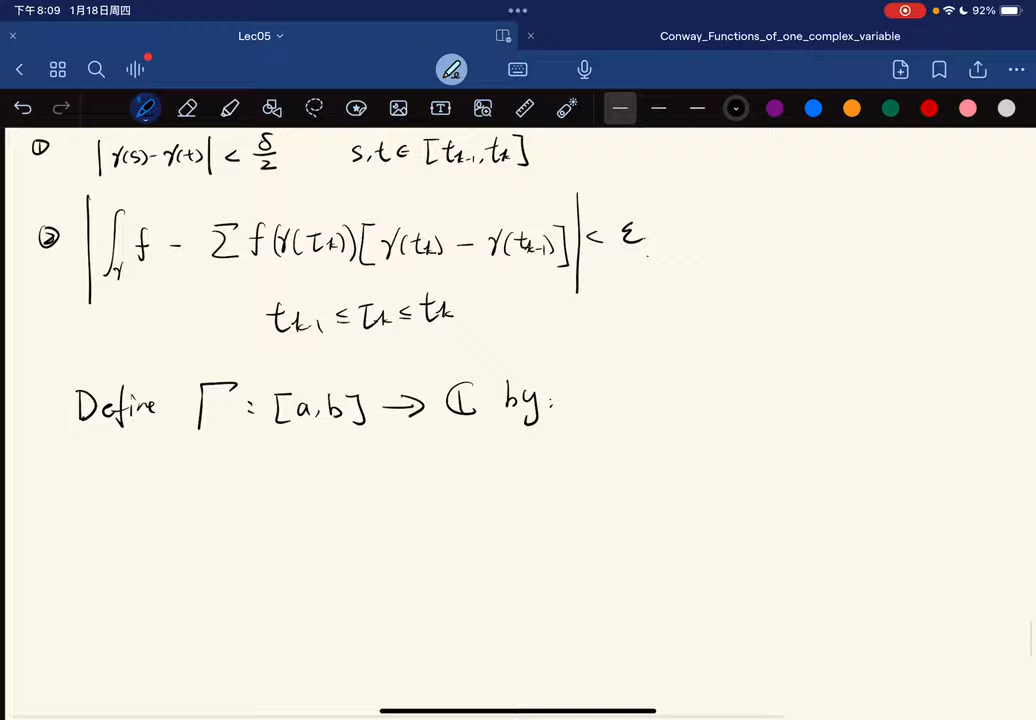 下午8:09 1月18日周四
92%
Lec05
Conway_Functions_of_one_complex_variable
① |γ(s)-γ(t)| < δ/2 s,t ∈ [t_{k-1}, t_k]
② |∫_γ f - Σ f(γ(τ_k))[γ(t_k) - γ(t_{k-1})]| < ε
t_{k-1} ≤ τ_k ≤ t_k
Define Γ: [a,b] → ℂ by: